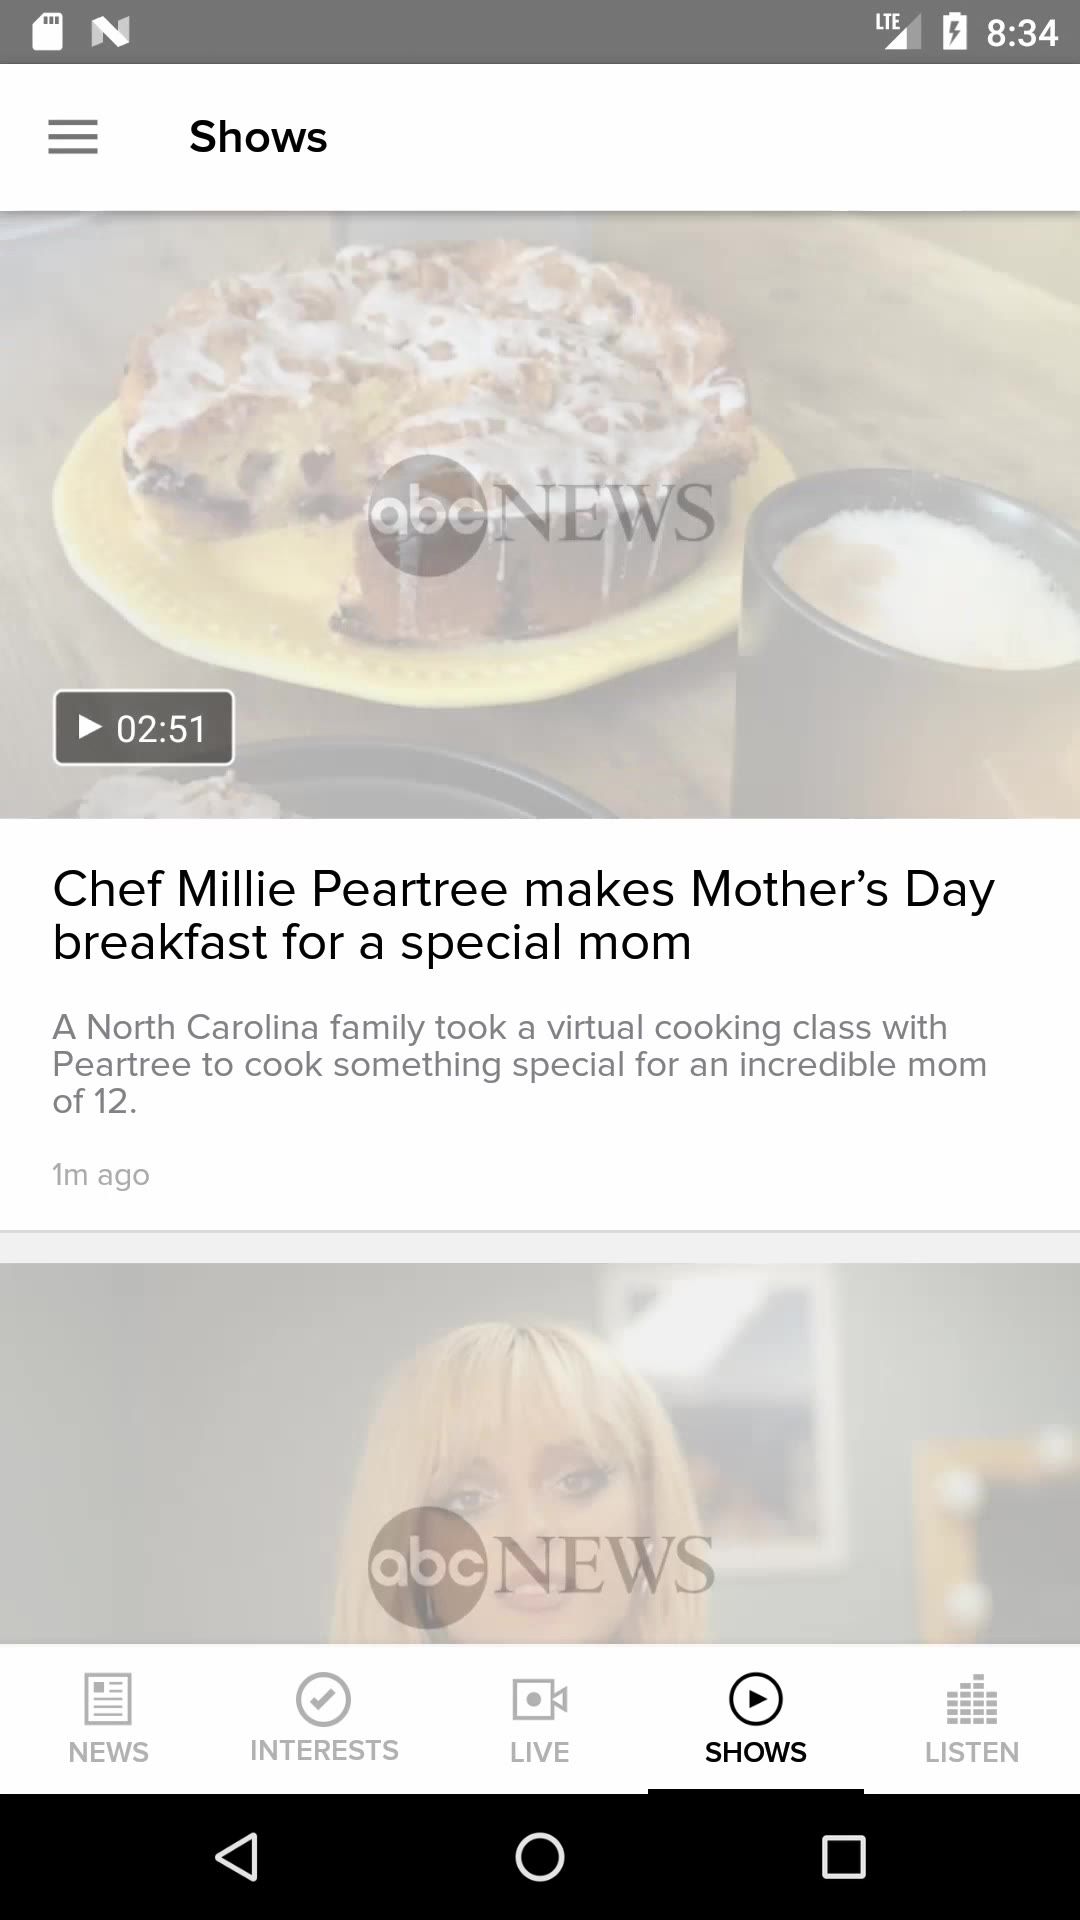 LTE 8:34
Shows
abc NEWS
02:51
Chef Millie Peartree makes Mother’s Day
breakfast for a special mom
A North Carolina family took a virtual cooking class with
Peartree to cook something special for an incredible mom
of 12.
1m ago
abc NEWS
NEWS INTERESTS LIVE SHOWS LISTEN